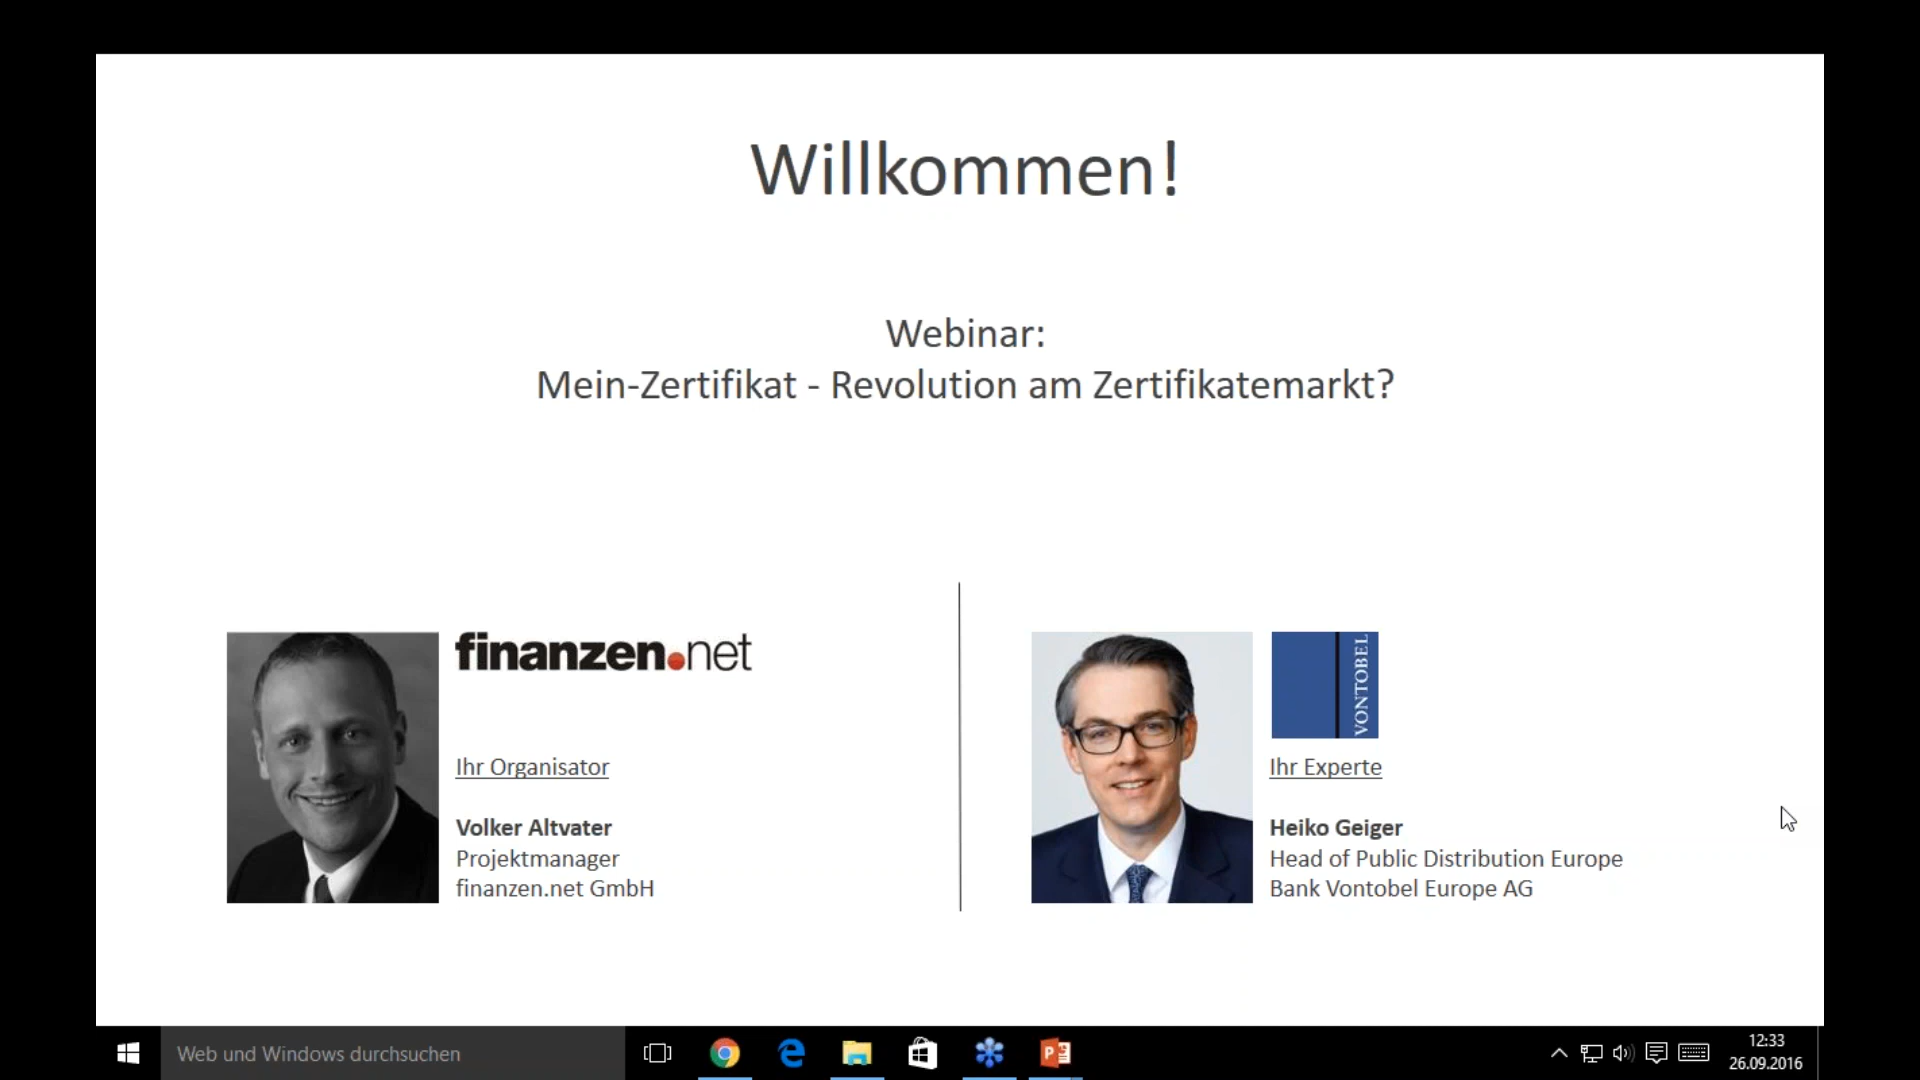 Willkommen!
Webinar:
Mein-Zertifikat - Revolution am Zertifikatemarkt?
finanzen.net
Ihr Organisator
Volker Altvater
Projektmanager
finanzen.net GmbH
VONTOBEL
Ihr Experte
Heiko Geiger
Head of Public Distribution Europe
Bank Vontobel Europe AG
Web und Windows durchsuchen
12:33
26.09.2016